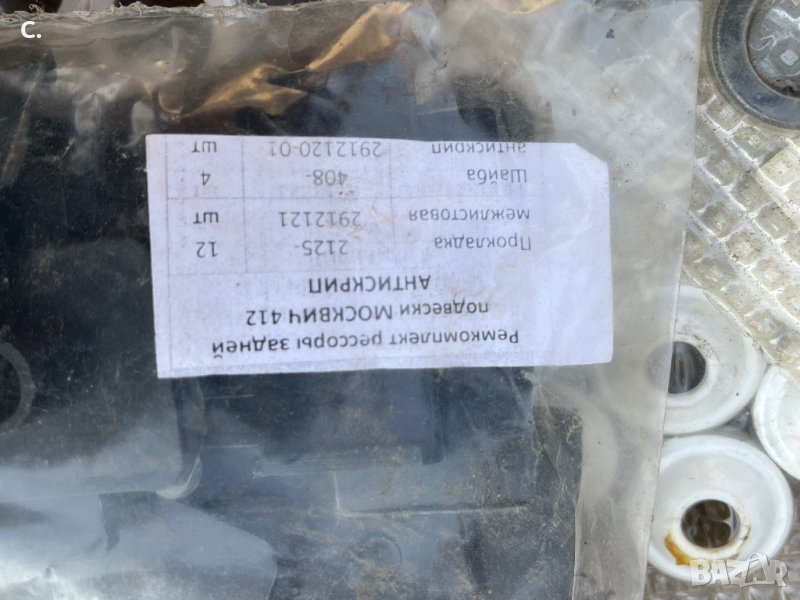 Ремкомплект рессоры задней
подвески МОСКВИЧ 412
АНТИСКРИП
Прокладка 2125- 12
межлистовая 2912121 шт
Шайба 408- 4
антискрип 2912120-01 шт
С.
BAZAR